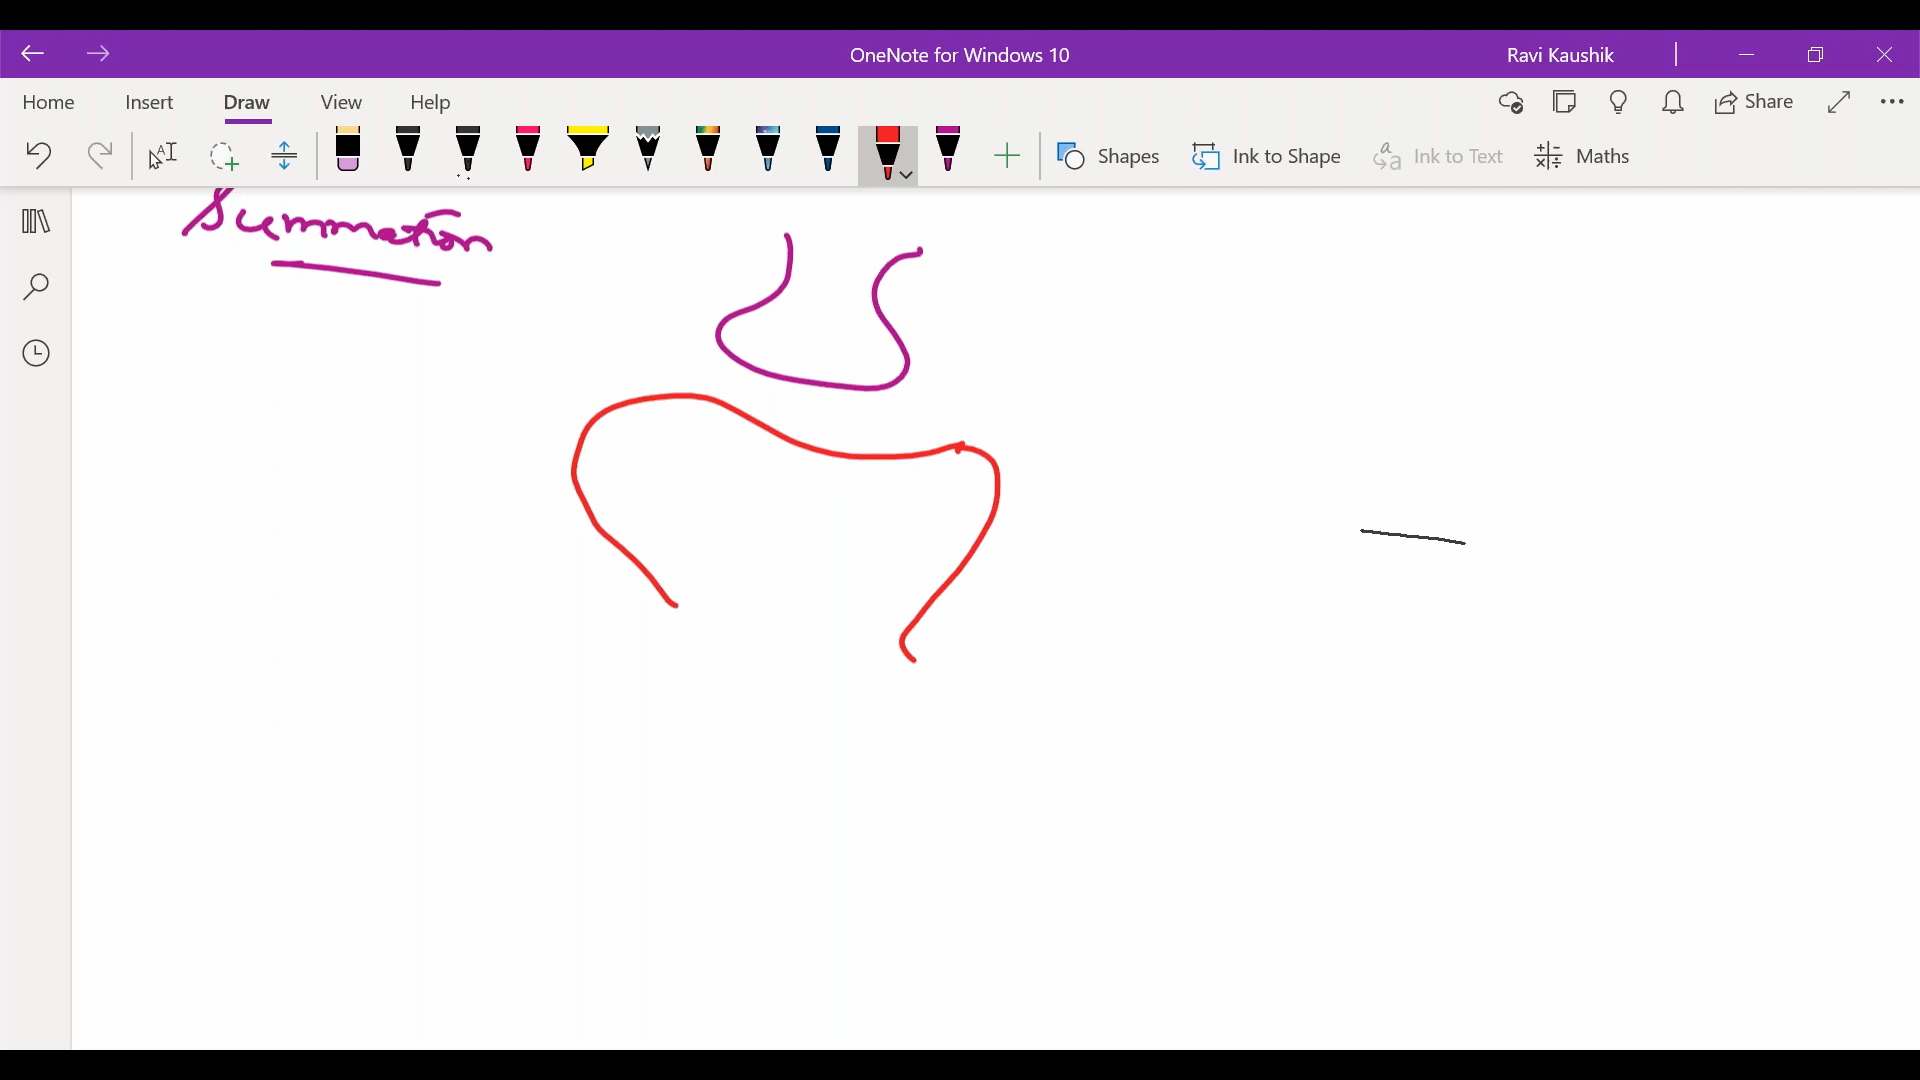 OneNote for Windows 10
Ravi Kaushik
Home Insert Draw View Help
Share
Shapes Ink to Shape Ink to Text Maths
Summation